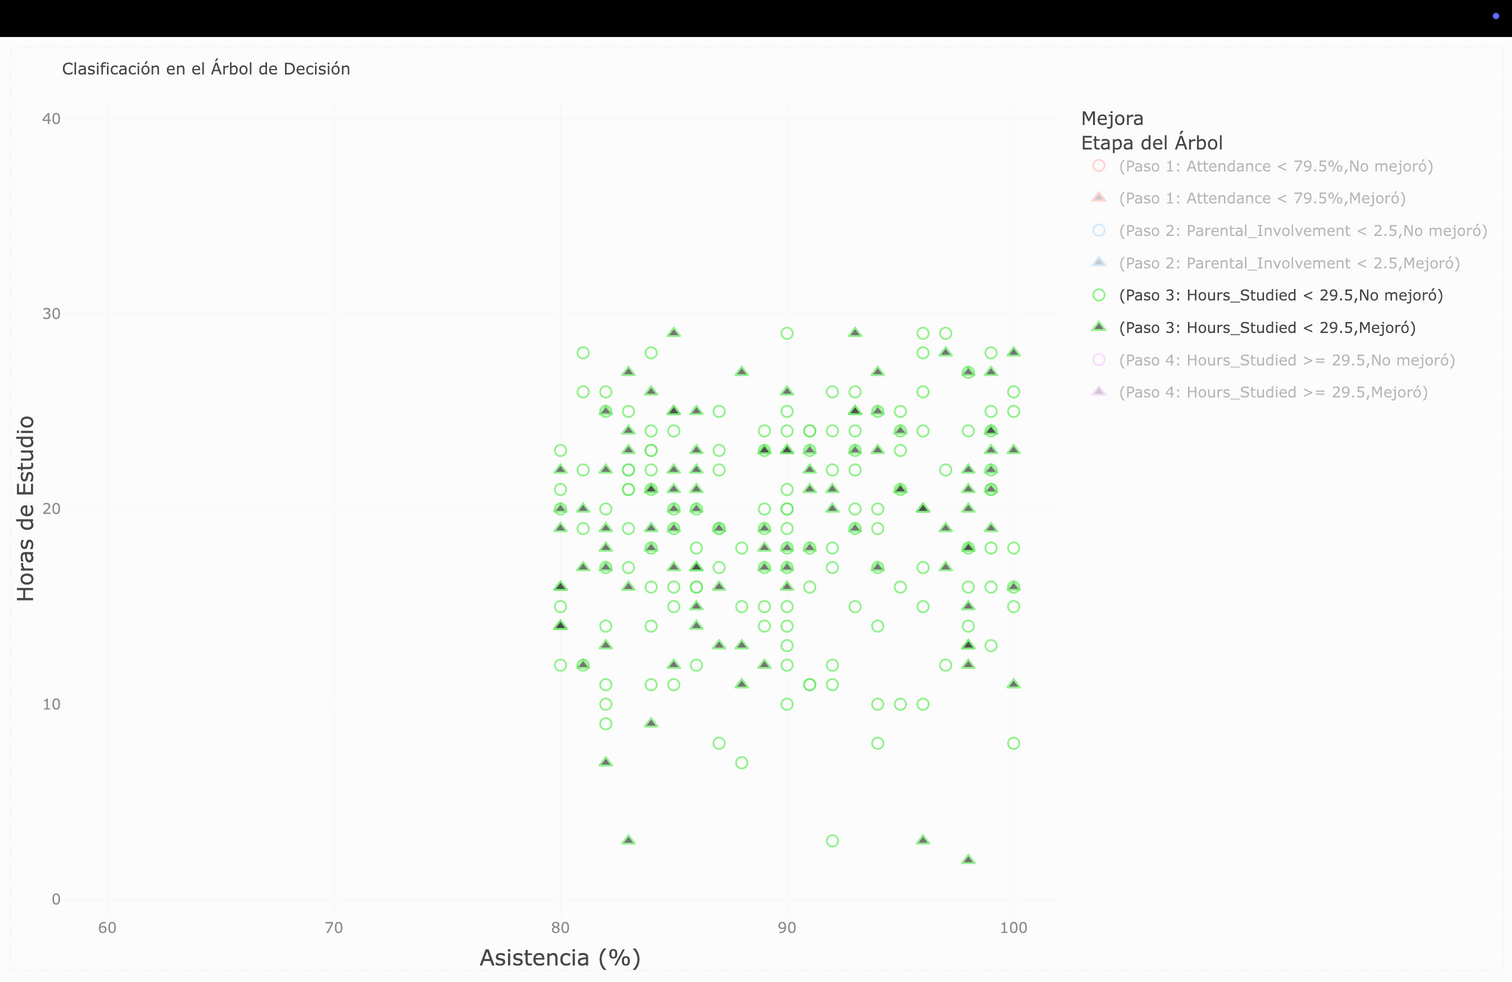 Clasificación en el Árbol de Decisión
Mejora
Etapa del Árbol
(Paso 1: Attendance < 79.5%,No mejoró)
(Paso 1: Attendance < 79.5%,Mejoró)
(Paso 2: Parental_Involvement < 2.5,No mejoró)
(Paso 2: Parental_Involvement < 2.5,Mejoró)
(Paso 3: Hours_Studied < 29.5,No mejoró)
(Paso 3: Hours_Studied < 29.5,Mejoró)
(Paso 4: Hours_Studied >= 29.5,No mejoró)
(Paso 4: Hours_Studied >= 29.5,Mejoró)
Horas de Estudio
40
30
20
10
0
60 70 80 90 100
Asistencia (%)